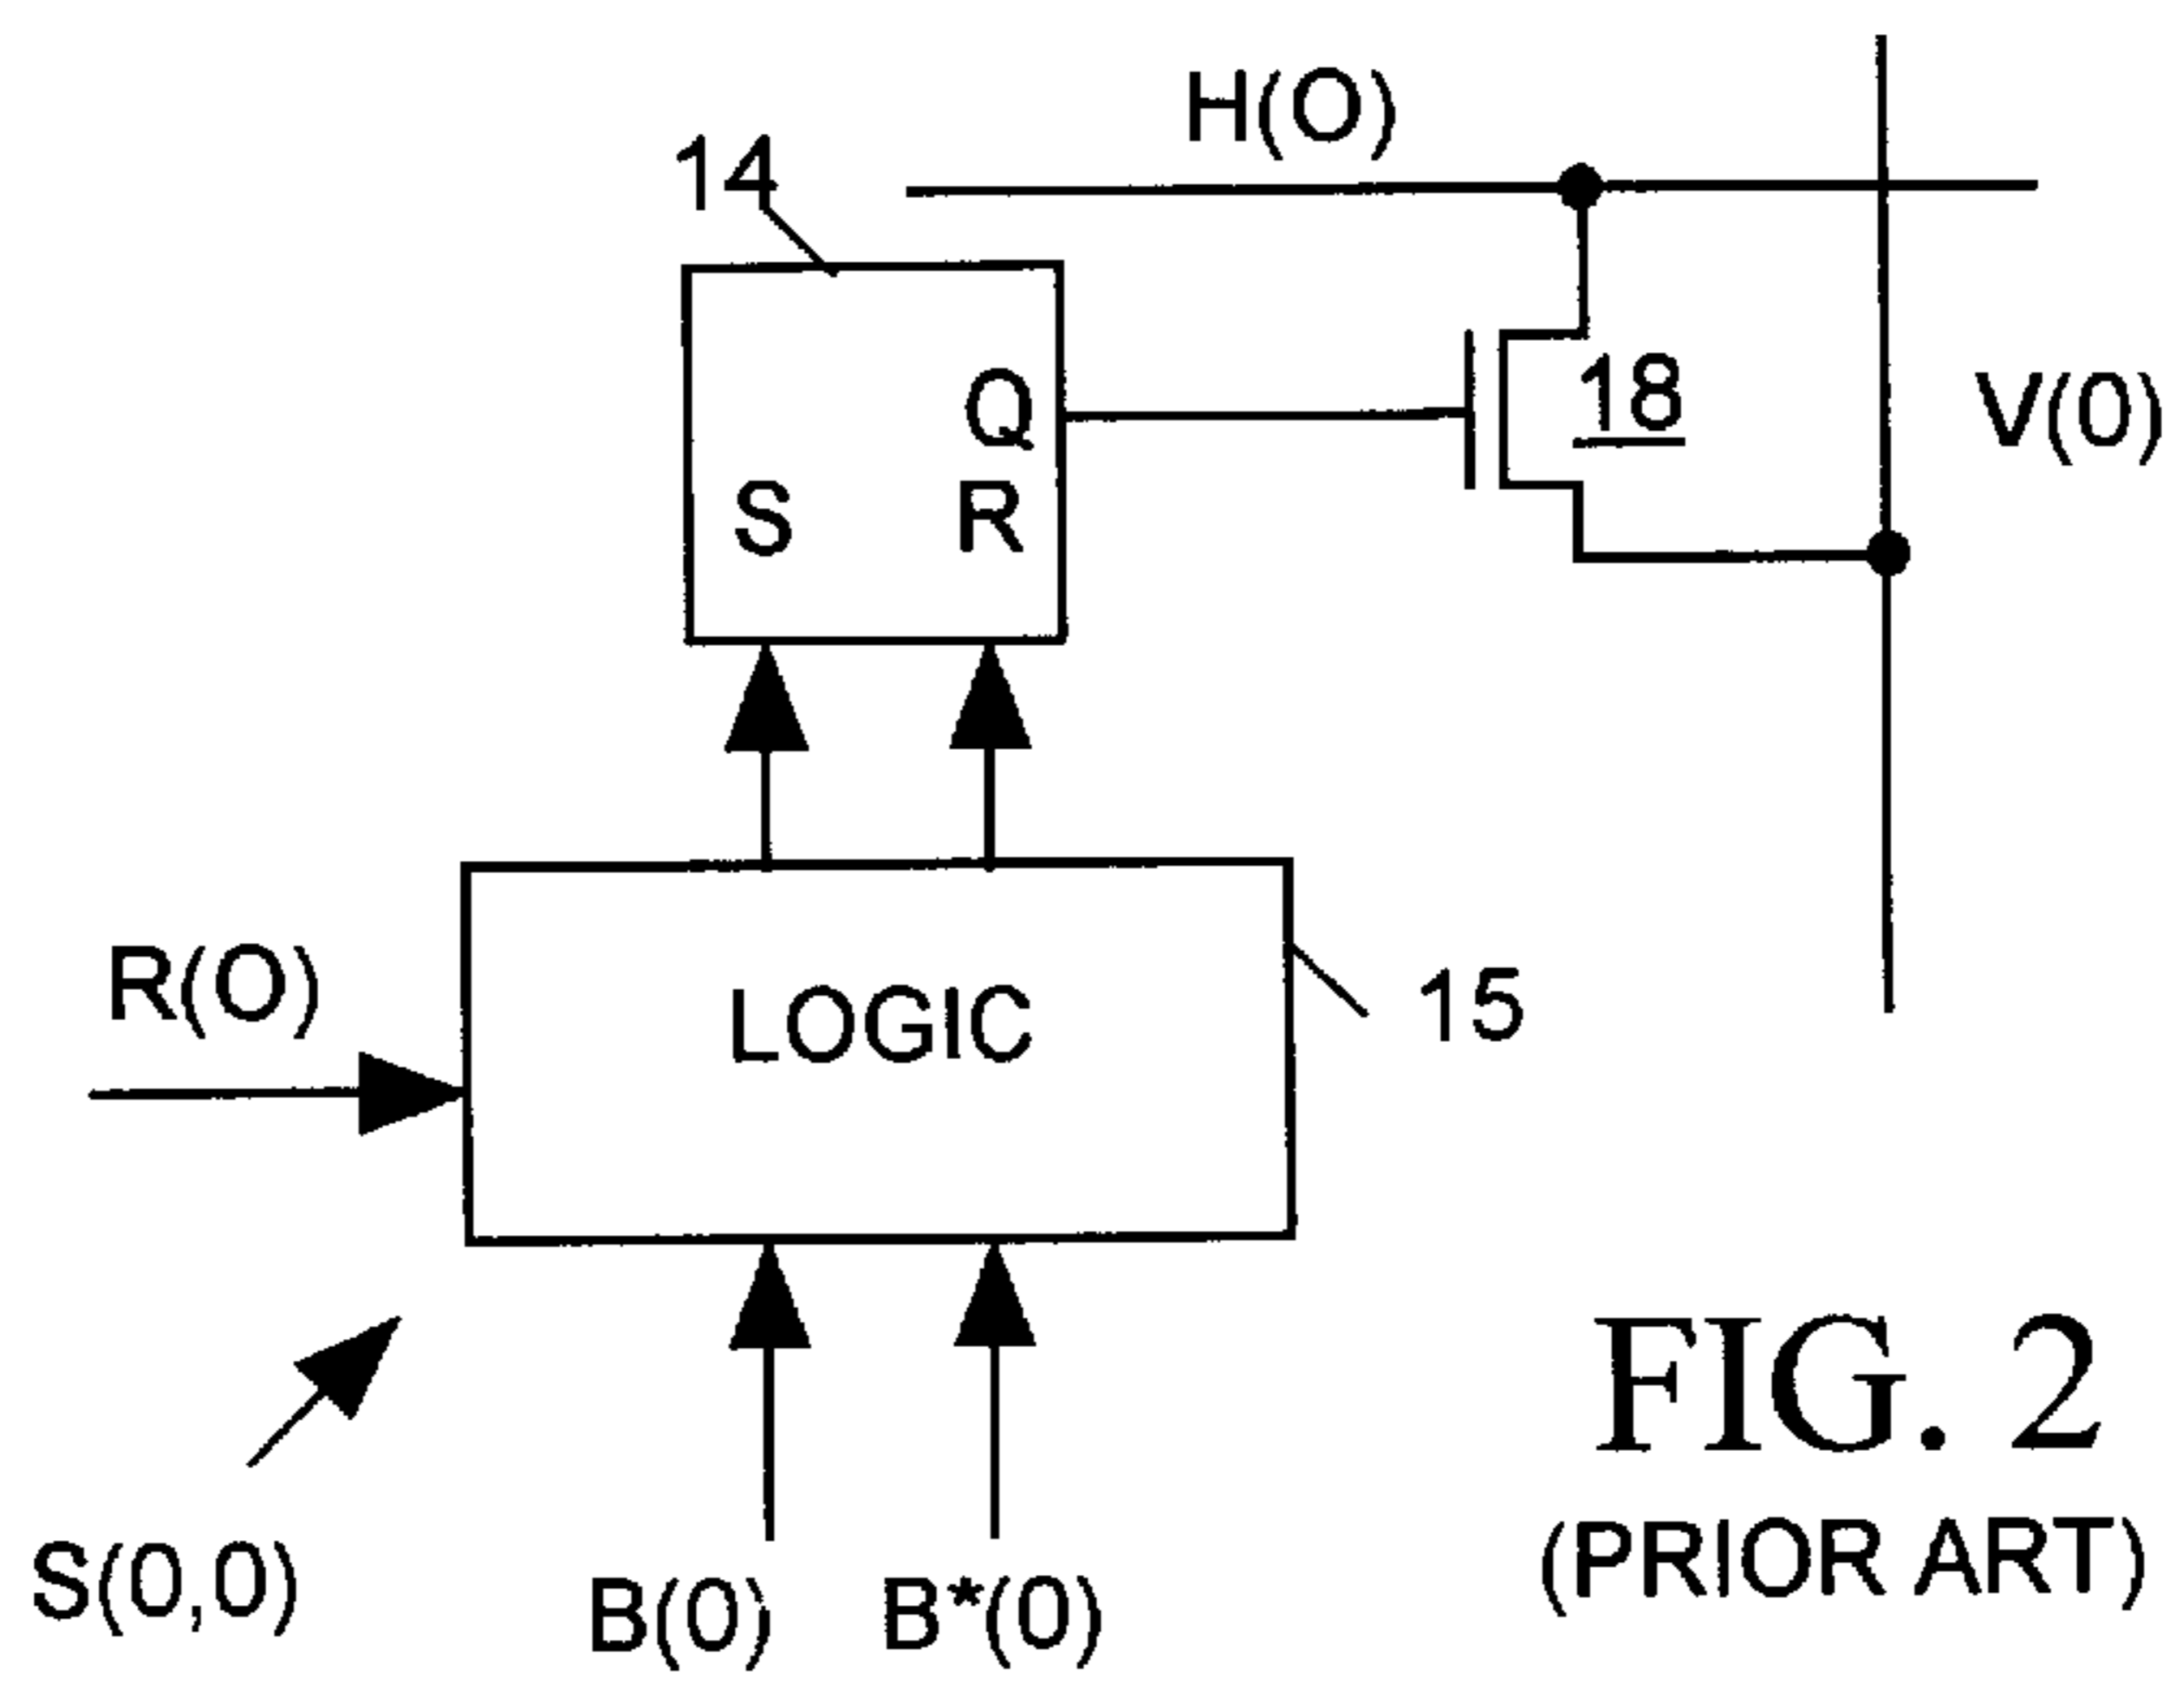 H(O)
14
Q
18
V(0)
S R
R(O)
LOGIC
15
FIG. 2
(PRIOR ART)
S(0,0)
B(0)
B*(0)